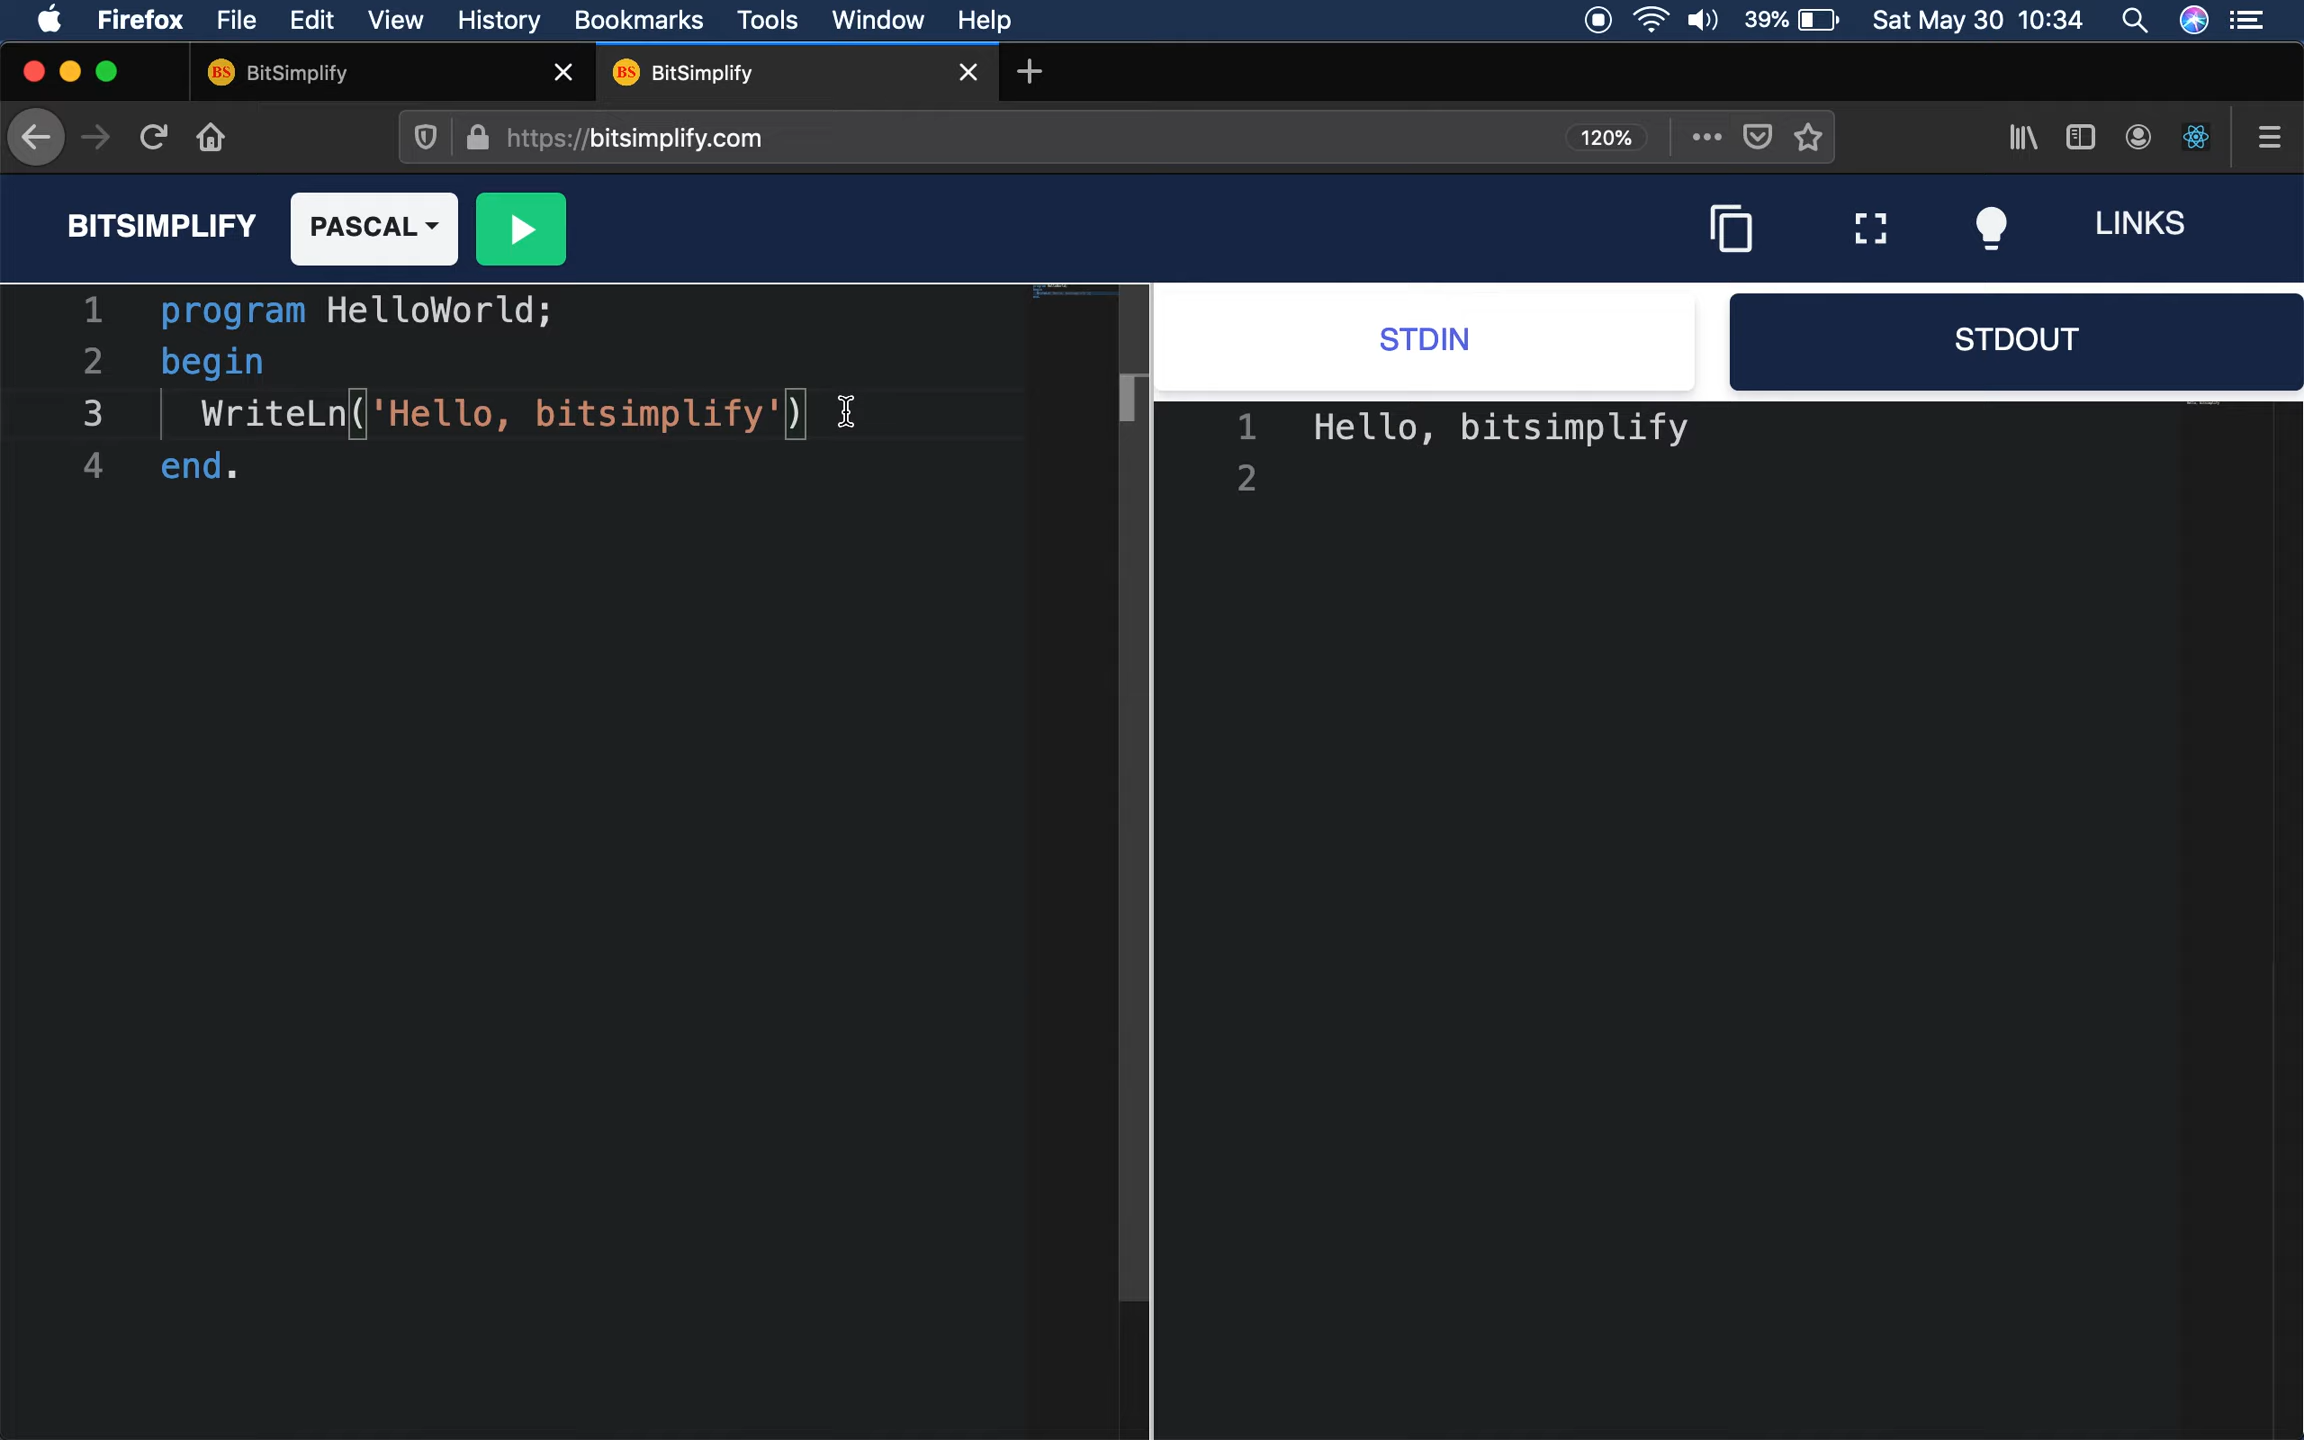 Firefox File Edit View History Bookmarks Tools Window Help 39% Sat May 30 10:34
BS BitSimplify BS BitSimplify
https://bitsimplify.com 120%
BITSIMPLIFY PASCAL LINKS
STDIN STDOUT
1 program HelloWorld;
2 begin
3 WriteLn('Hello, bitsimplify')
4 end.
1 Hello, bitsimplify
2